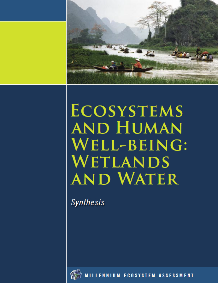 ECOSYSTEMS
AND HUMAN
WELL-BEING:
WETLANDS
AND WATER
Synthesis
MILLENNIUM ECOSYSTEM ASSESSMENT